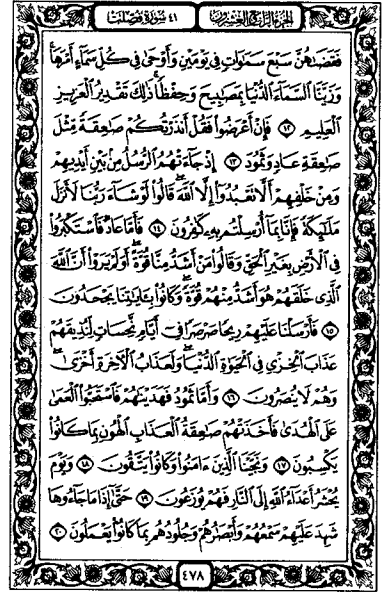 الجزء الرابع والعشرون ٤١ سورة فصلت
فَقَضَىٰهُنَّ سَبْعَ سَمَٰوَاتٍ فِي يَوْمَيْنِ وَأَوْحَىٰ فِي كُلِّ سَمَآءٍ أَمْرَهَا ۚ
وَزَيَّنَّا ٱلسَّمَآءَ ٱلدُّنْيَا بِمَصَٰبِيحَ وَحِفْظًا ۚ ذَٰلِكَ تَقْدِيرُ ٱلْعَزِيزِ
ٱلْعَلِيمِ ١٢ فَإِنْ أَعْرَضُوا۟ فَقُلْ أَنذَرْتُكُمْ صَٰعِقَةً مِّثْلَ
صَٰعِقَةِ عَادٍ وَثَمُودَ ١٣ إِذْ جَآءَتْهُمُ ٱلرُّسُلُ مِنۢ بَيْنِ أَيْدِيهِمْ
وَمِنْ خَلْفِهِمْ أَلَّا تَعْبُدُوٓا۟ إِلَّا ٱللَّهَ ۖ قَالُوا۟ لَوْ شَآءَ رَبُّنَا لَأَنزَلَ
مَلَٰٓئِكَةً فَإِنَّا بِمَآ أُرْسِلْتُم بِهِۦ كَٰفِرُونَ ١٤ فَأَمَّا عَادٌ فَٱسْتَكْبَرُوا۟
فِي ٱلْأَرْضِ بِغَيْرِ ٱلْحَقِّ وَقَالُوا۟ مَنْ أَشَدُّ مِنَّا قُوَّةً ۖ أَوَلَمْ يَرَوْا۟ أَنَّ ٱللَّهَ
ٱلَّذِي خَلَقَهُمْ هُوَ أَشَدُّ مِنْهُمْ قُوَّةً ۖ وَكَانُوا۟ بِـَٔايَٰتِنَا يَجْحَدُونَ
١٥ فَأَرْسَلْنَا عَلَيْهِمْ رِيحًا صَرْصَرًا فِيٓ أَيَّامٍ نَّحِسَاتٍ لِّنُذِيقَهُمْ
عَذَابَ ٱلْخِزْيِ فِي ٱلْحَيَوٰةِ ٱلدُّنْيَا ۖ وَلَعَذَابُ ٱلْأَخِرَةِ أَخْزَىٰ ۖ
وَهُمْ لَا يُنصَرُونَ ١٦ وَأَمَّا ثَمُودُ فَهَدَيْنَٰهُمْ فَٱسْتَحَبُّوا۟ ٱلْعَمَىٰ
عَلَى ٱلْهُدَىٰ فَأَخَذَتْهُمْ صَٰعِقَةُ ٱلْعَذَابِ ٱلْهُونِ بِمَا كَانُوا۟
يَكْسِبُونَ ١٧ وَنَجَّيْنَا ٱلَّذِينَ ءَامَنُوا۟ وَكَانُوا۟ يَتَّقُونَ ١٨ وَيَوْمَ
يُحْشَرُ أَعْدَآءُ ٱللَّهِ إِلَى ٱلنَّارِ فَهُمْ يُوزَعُونَ ١٩ حَتَّىٰٓ إِذَا مَا جَآءُوهَا
شَهِدَ عَلَيْهِمْ سَمْعُهُمْ وَأَبْصَٰرُهُمْ وَجُلُودُهُم بِمَا كَانُوا۟ يَعْمَلُونَ ٢٠
٤٧٨